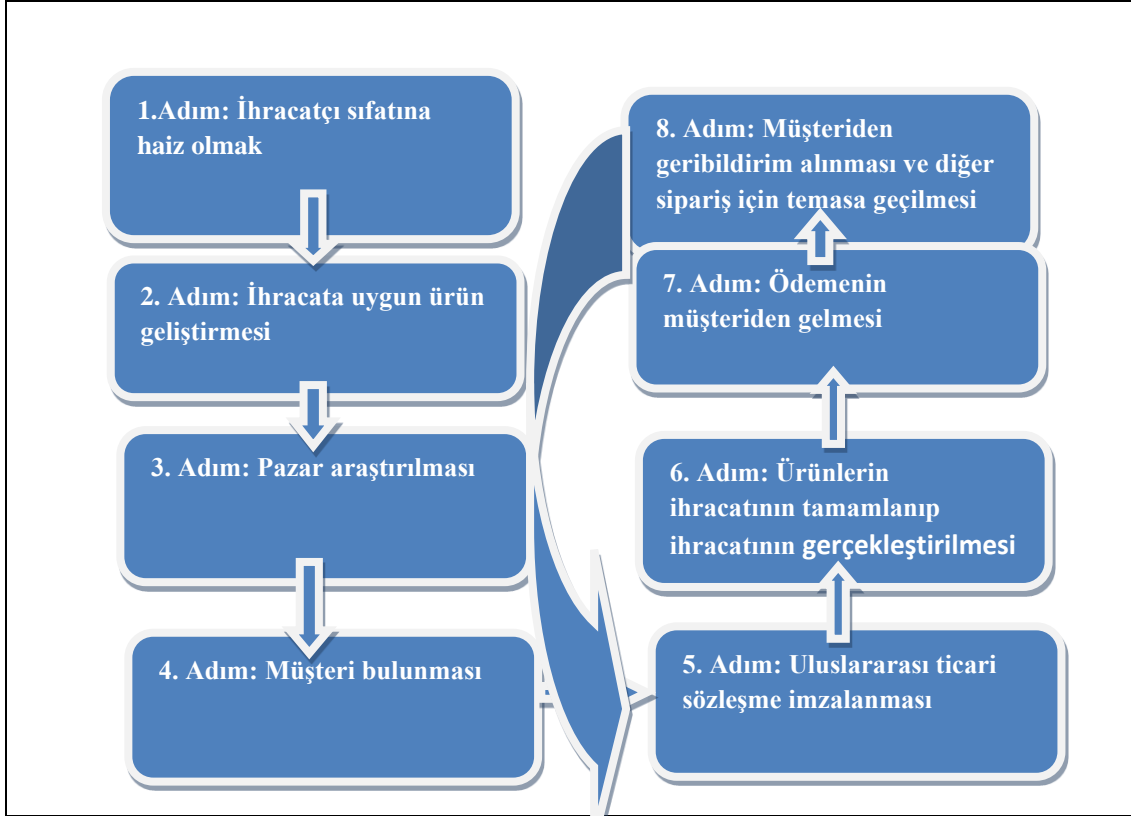 1.Adım: İhracatçı sıfatına
haiz olmak
2. Adım: İhracata uygun ürün
geliştirmesi
3. Adım: Pazar araştırılması
4. Adım: Müşteri bulunması
5. Adım: Uluslararası ticari
sözleşme imzalanması
6. Adım: Ürünlerin
ihracatının tamamlanıp
ihracatının gerçekleştirilmesi
7. Adım: Ödemenin
müşteriden gelmesi
8. Adım: Müşteriden
geribildirim alınması ve diğer
sipariş için temasa geçilmesi